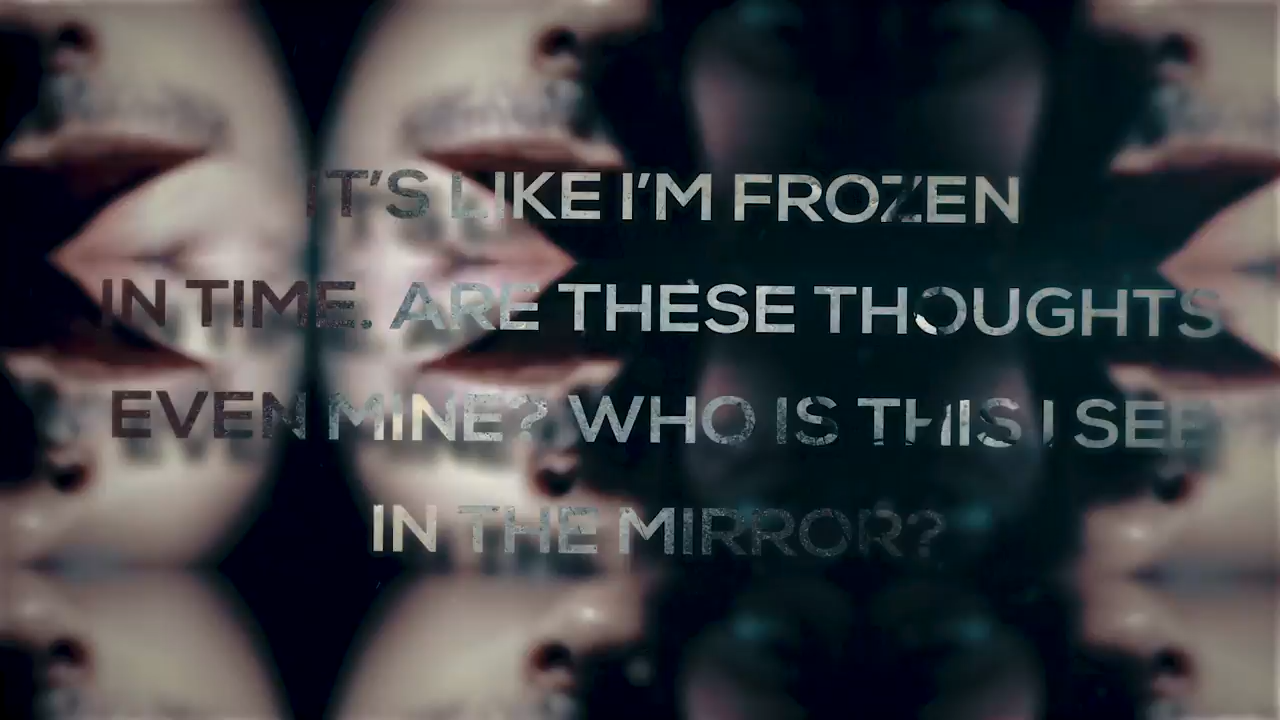 IT'S LIKE I'M FROZEN
IN TIME. ARE THESE THOUGHTS
EVEN MINE? WHO IS THIS I SEE
IN THE MIRROR?